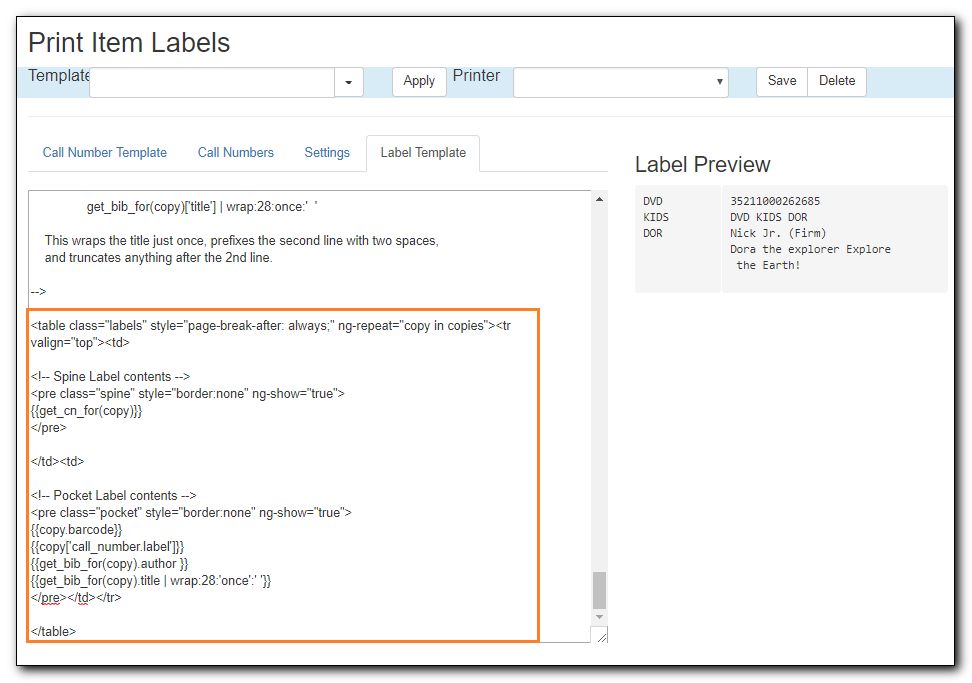 Print Item Labels
Template Apply Printer Save Delete
Call Number Template Call Numbers Settings Label Template
get_bib_for(copy)['title'] | wrap:28:once:'  '
This wraps the title just once, prefixes the second line with two spaces,
and truncates anything after the 2nd line.
-->
<table class="labels" style="page-break-after: always;" ng-repeat="copy in copies"><tr
valign="top"><td>
<!-- Spine Label contents -->
<pre class="spine" style="border:none" ng-show="true">
{{get_cn_for(copy)}}
</pre>
</td><td>
<!-- Pocket Label contents -->
<pre class="pocket" style="border:none" ng-show="true">
{{copy.barcode}}
{{copy['call_number.label']}}
{{get_bib_for(copy).author }}
{{get_bib_for(copy).title | wrap:28:'once':' '}}
</pre></td></tr>
</table>
Label Preview
DVD
KIDS
DOR
35211000262685
DVD KIDS DOR
Nick Jr. (Firm)
Dora the explorer Explore
the Earth!